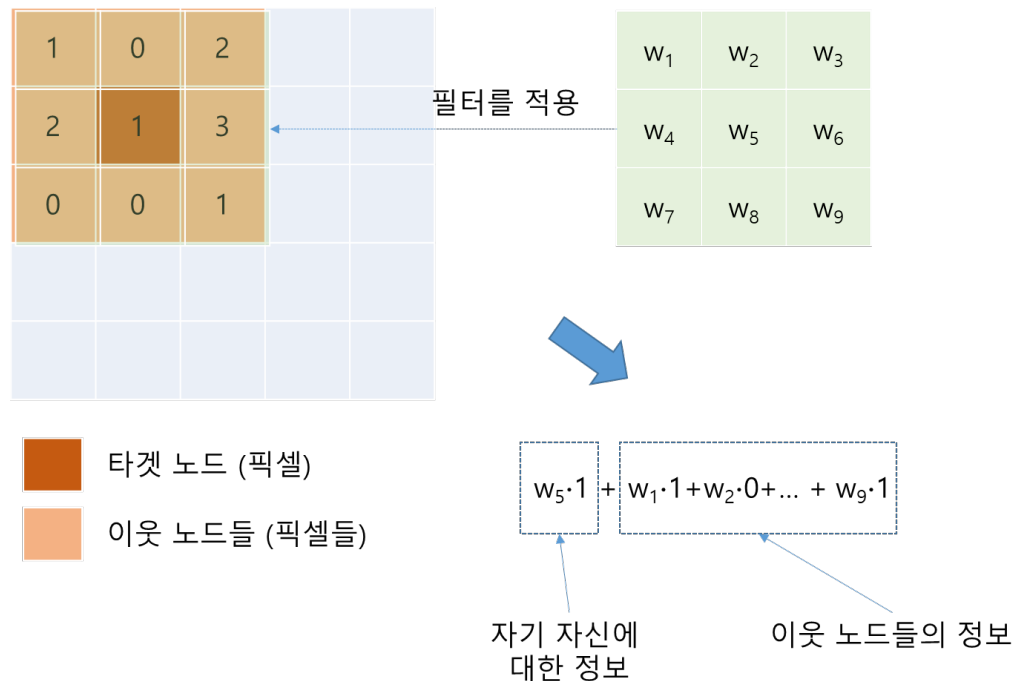 1 0 2
2 1 3
0 0 1
필터를 적용
w₁ w₂ w₃
w₄ w₅ w₆
w₇ w₈ w₉
타겟 노드 (픽셀)
이웃 노드들 (픽셀들)
w₅·1 + w₁·1+w₂·0+... + w₉·1
자기 자신에
대한 정보
이웃 노드들의 정보